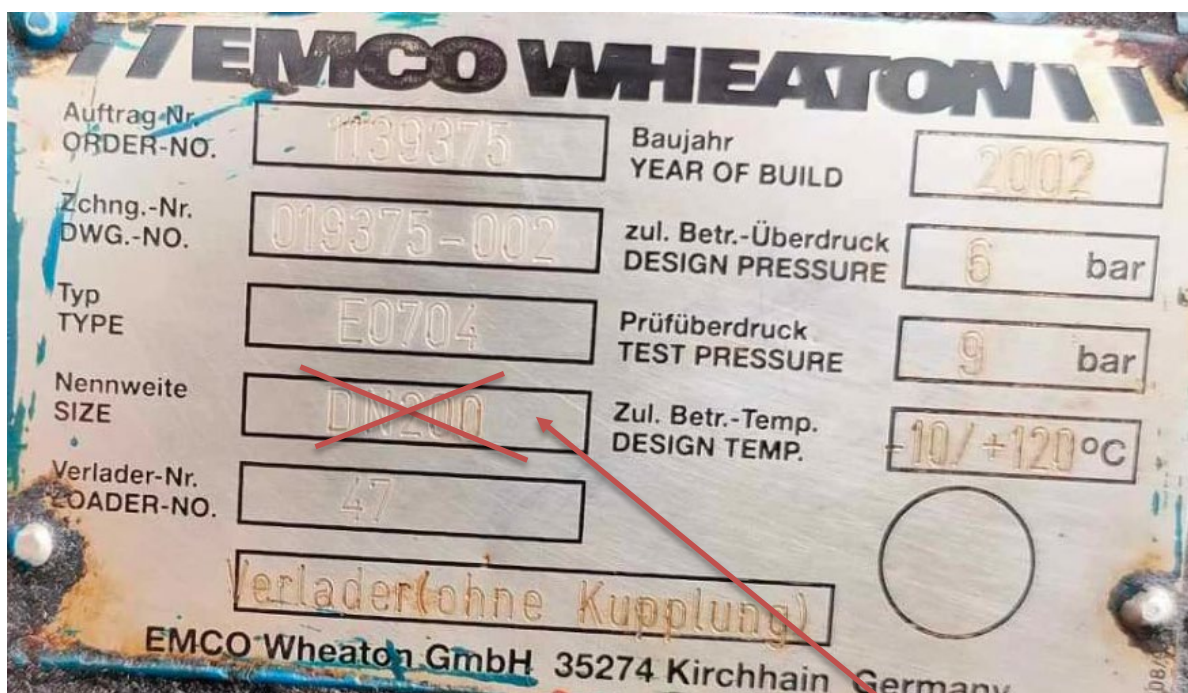 EMCO WHEATON
Auftrag-Nr.
ORDER-NO. 1139375
Baujahr
YEAR OF BUILD 2002
Zchng.-Nr.
DWG.-NO. 019375-002
zul. Betr.-Überdruck
DESIGN PRESSURE 6 bar
Typ
TYPE E0704
Prüfüberdruck
TEST PRESSURE 9 bar
Nennweite
SIZE DN200
Zul. Betr.-Temp.
DESIGN TEMP. -10/+120°C
Verlader-Nr.
LOADER-NO. 47
Verlader(ohne Kupplung)
EMCO Wheaton GmbH 35274 Kirchhain Germany